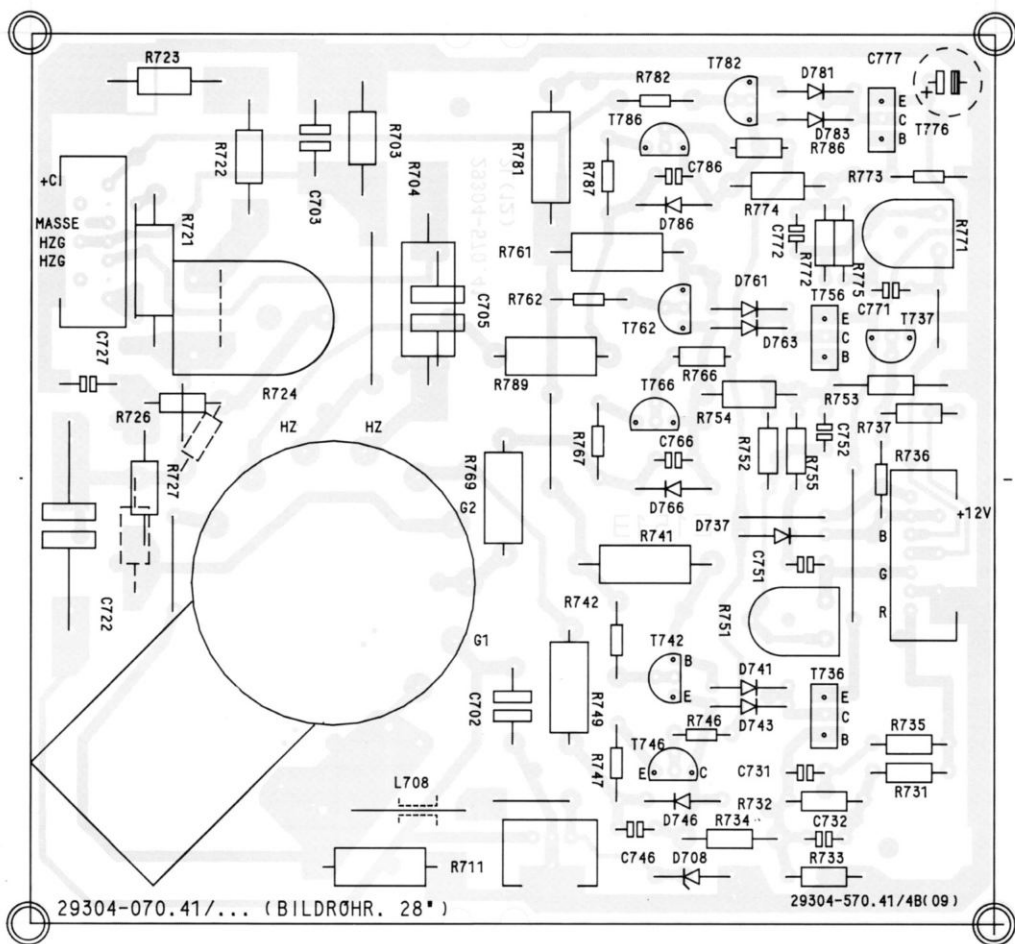 R723
T782
C777
R782
D781
+
T786
E
C
B
T776
D783
R786
R722
R703
R781
R787
C786
R773
C703
R704
R774
D786
+CI
MASSE
HZG
HZG
R721
R761
C772
R772
R775
R771
C705
R762
T762
D761
T756
C771
T737
E
C
B
D763
C727
R789
R766
R724
T766
R754
R753
R726
HZ
HZ
R767
C766
R752
R755
C752
R737
R727
R769
G2
D766
R736
+12V
D737
R741
B
G
R
C751
C722
R742
R751
G1
T742
B
E
D741
T736
E
C
B
C702
R749
D743
R746
R735
R747
T746
E
C
C731
R731
L708
D746
R732
R734
C732
R711
C746
D708
R733
29304-070.41/... (BILDRÖHR. 28")
29304-570.41/4B(09)